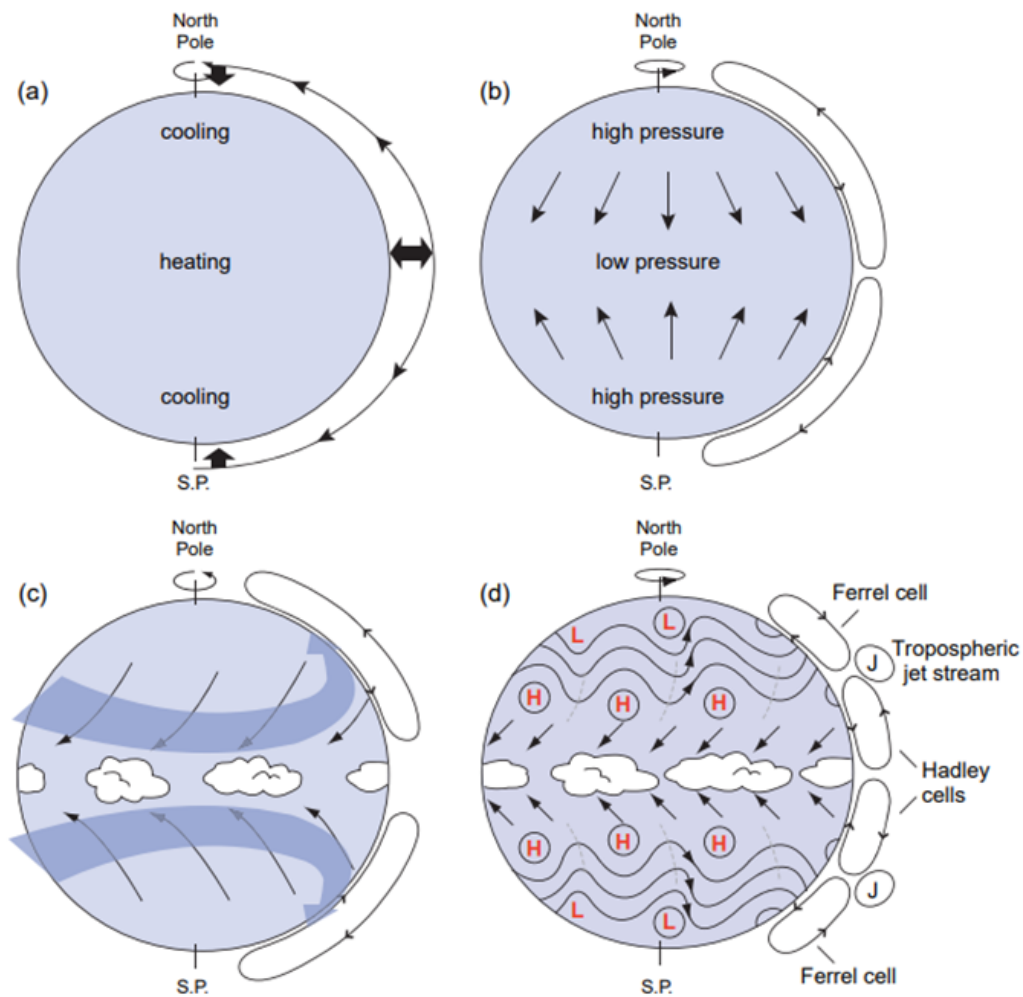 North
Pole
(a)
cooling
heating
cooling
S.P.
North
Pole
(b)
high pressure
low pressure
high pressure
S.P.
North
Pole
(c)
S.P.
North
Pole
(d)
L
L
H
H
H
H
H
H
L
L
S.P.
Ferrel cell
J
Tropospheric
jet stream
Hadley
cells
J
Ferrel cell